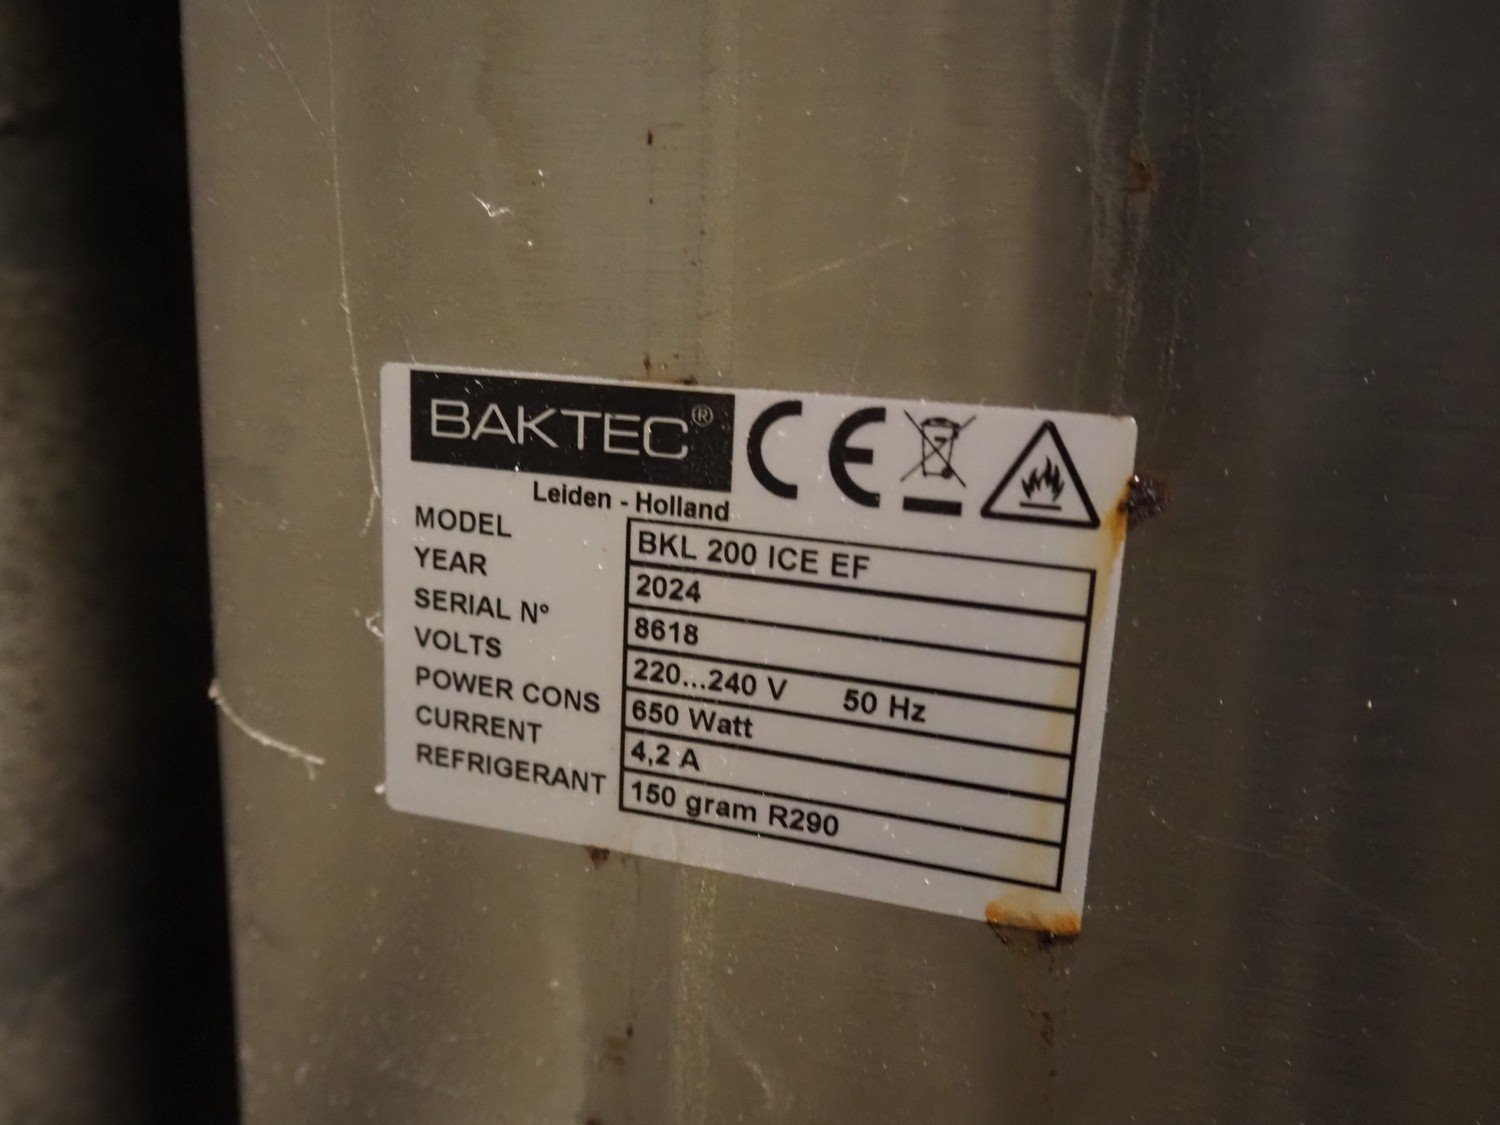 BAKTEC®
CE
Leiden - Holland
MODEL BKL 200 ICE EF
YEAR 2024
SERIAL N° 8618
VOLTS 220...240 V 50 Hz
POWER CONS 650 Watt
CURRENT 4,2 A
REFRIGERANT 150 gram R290